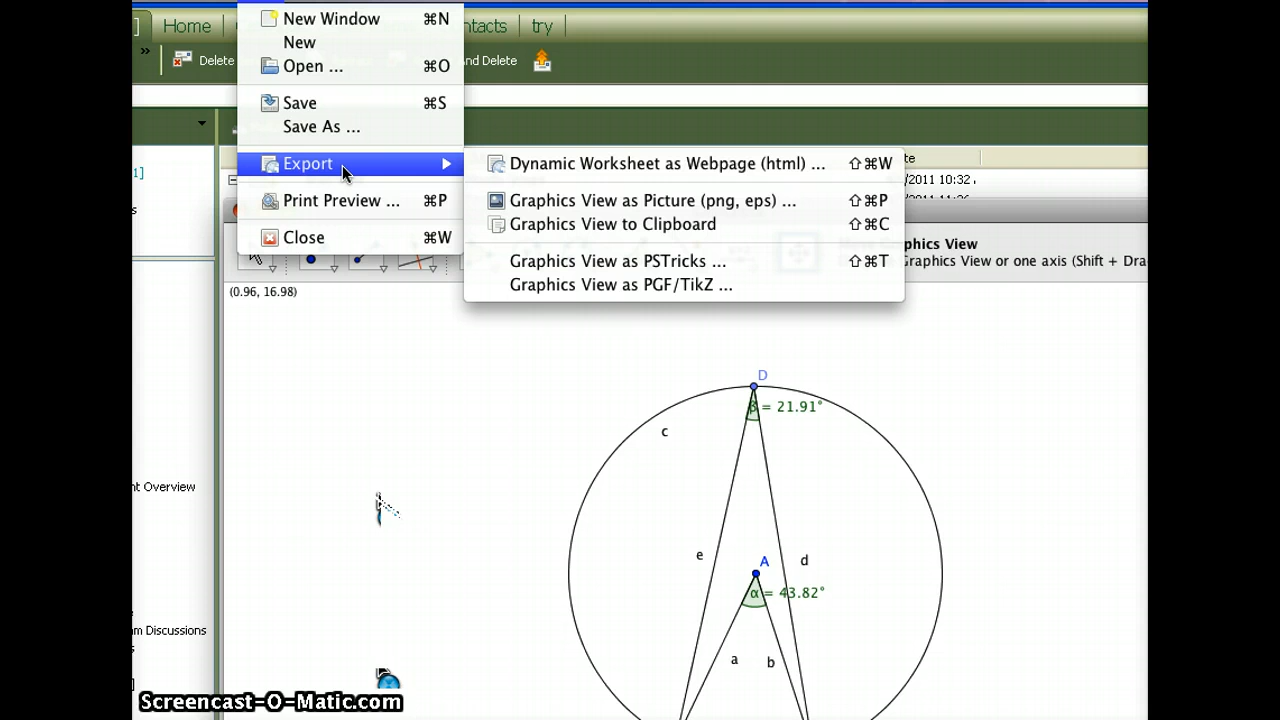 ] Home
ntacts try
» Delete
nd Delete
New Window ⌘N
New
Open ... ⌘O
Save ⌘S
Save As ...
Export
Print Preview ... ⌘P
Close ⌘W
Dynamic Worksheet as Webpage (html) ... ⇧⌘W
Graphics View as Picture (png, eps) ... ⇧⌘P
Graphics View to Clipboard ⇧⌘C
Graphics View as PSTricks ... ⇧⌘T
Graphics View as PGF/TikZ ...
te
/2011 10:32
1]
s
phics View
Graphics View or one axis (Shift + Dra
(0.96, 16.98)
D
β = 21.91°
c
nt Overview
e
d
A
α = 43.82°
a
b
m Discussions
s
]
Screencast-O-Matic.com